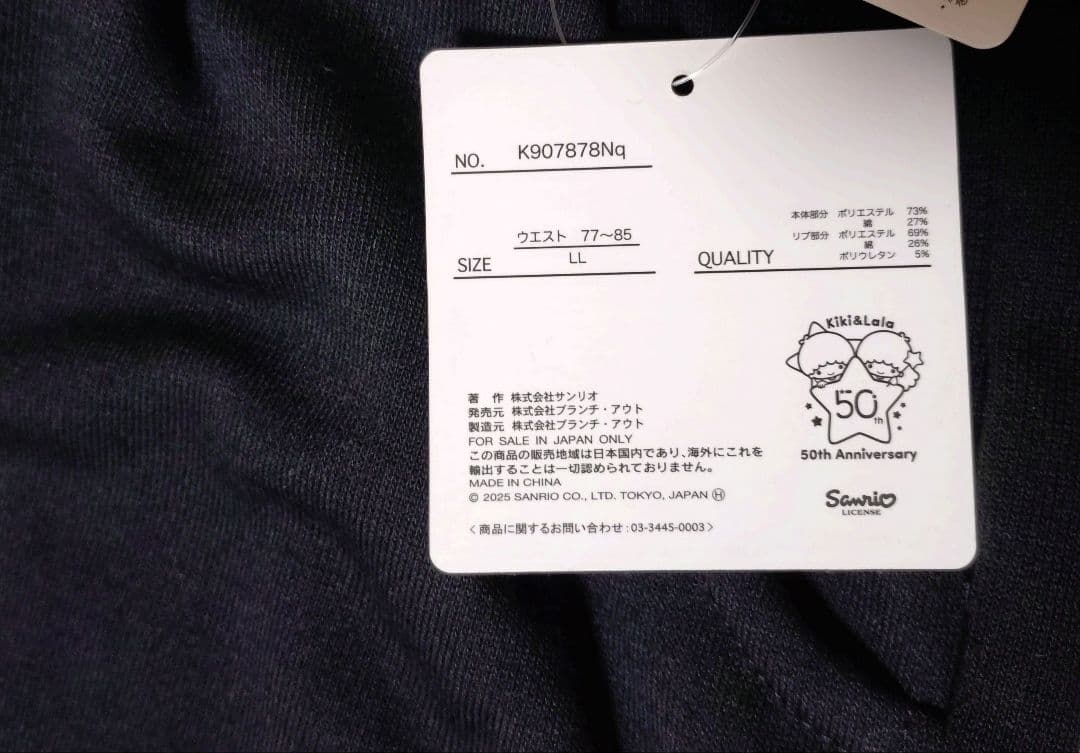 NO. K907878Nq
ウエスト 77〜85
SIZE LL
本体部分 ポリエステル 73%
綿 27%
リブ部分 ポリエステル 69%
綿 26%
ポリウレタン 5%
QUALITY
Kiki&Lala
50th
50th Anniversary
著 作 株式会社サンリオ
発売元 株式会社ブランチ・アウト
製造元 株式会社ブランチ・アウト
FOR SALE IN JAPAN ONLY
この商品の販売地域は日本国内であり、海外にこれを
輸出することは一切認められておりません。
MADE IN CHINA
© 2025 SANRIO CO., LTD. TOKYO, JAPAN Ⓗ
Sanrio
LICENSE
〈商品に関するお問い合わせ:03-3445-0003〉